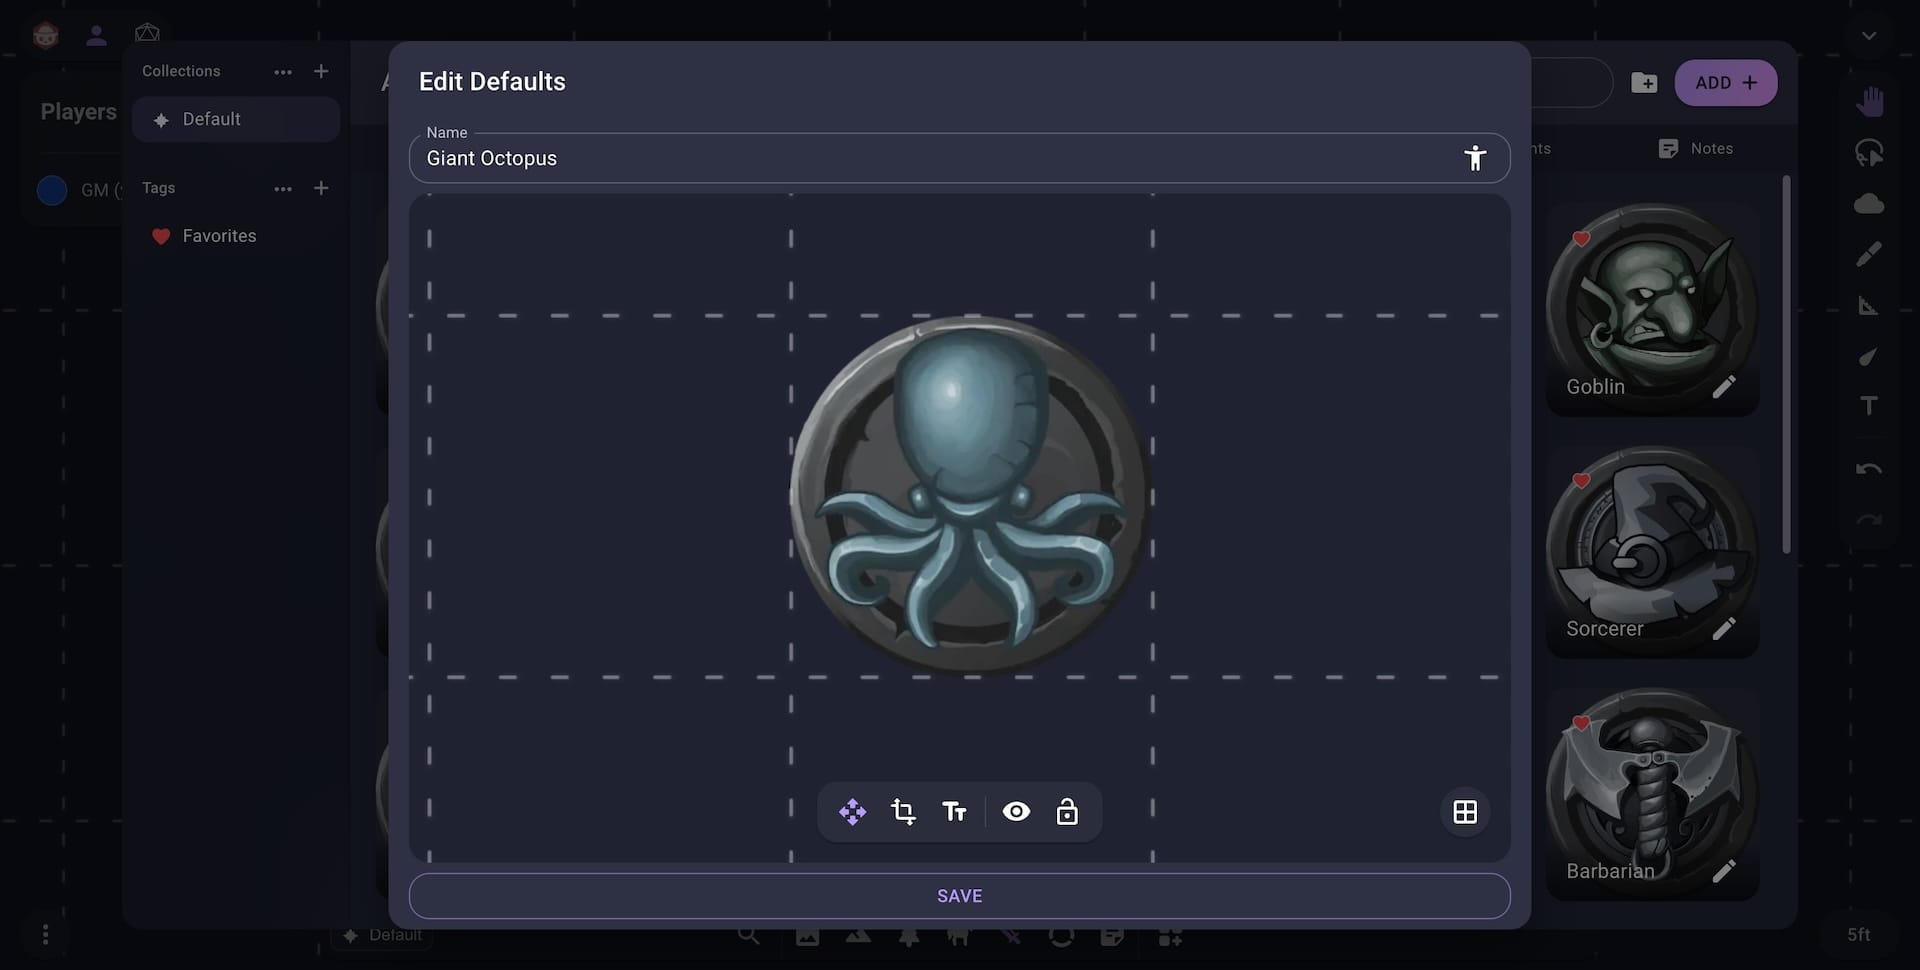 Collections
Default
Tags
Favorites
Players
GM (
Edit Defaults
Name
Giant Octopus
SAVE
ADD
Notes
Goblin
Sorcerer
Barbarian
Default
5ft